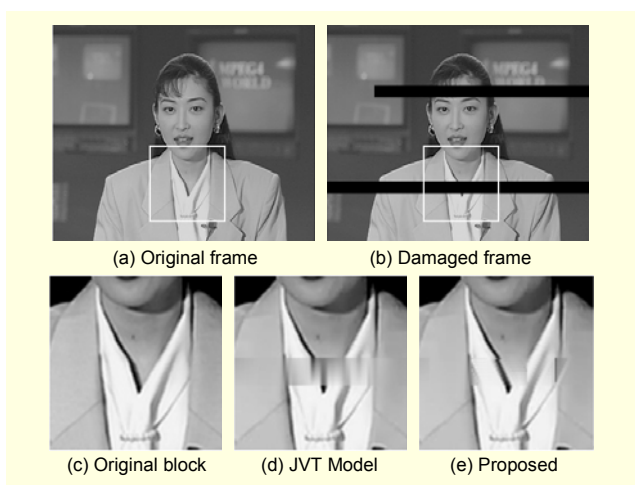 MPEG4
WORLD
MPEG4
WORLD
(a) Original frame
(b) Damaged frame
(c) Original block
(d) JVT Model
(e) Proposed